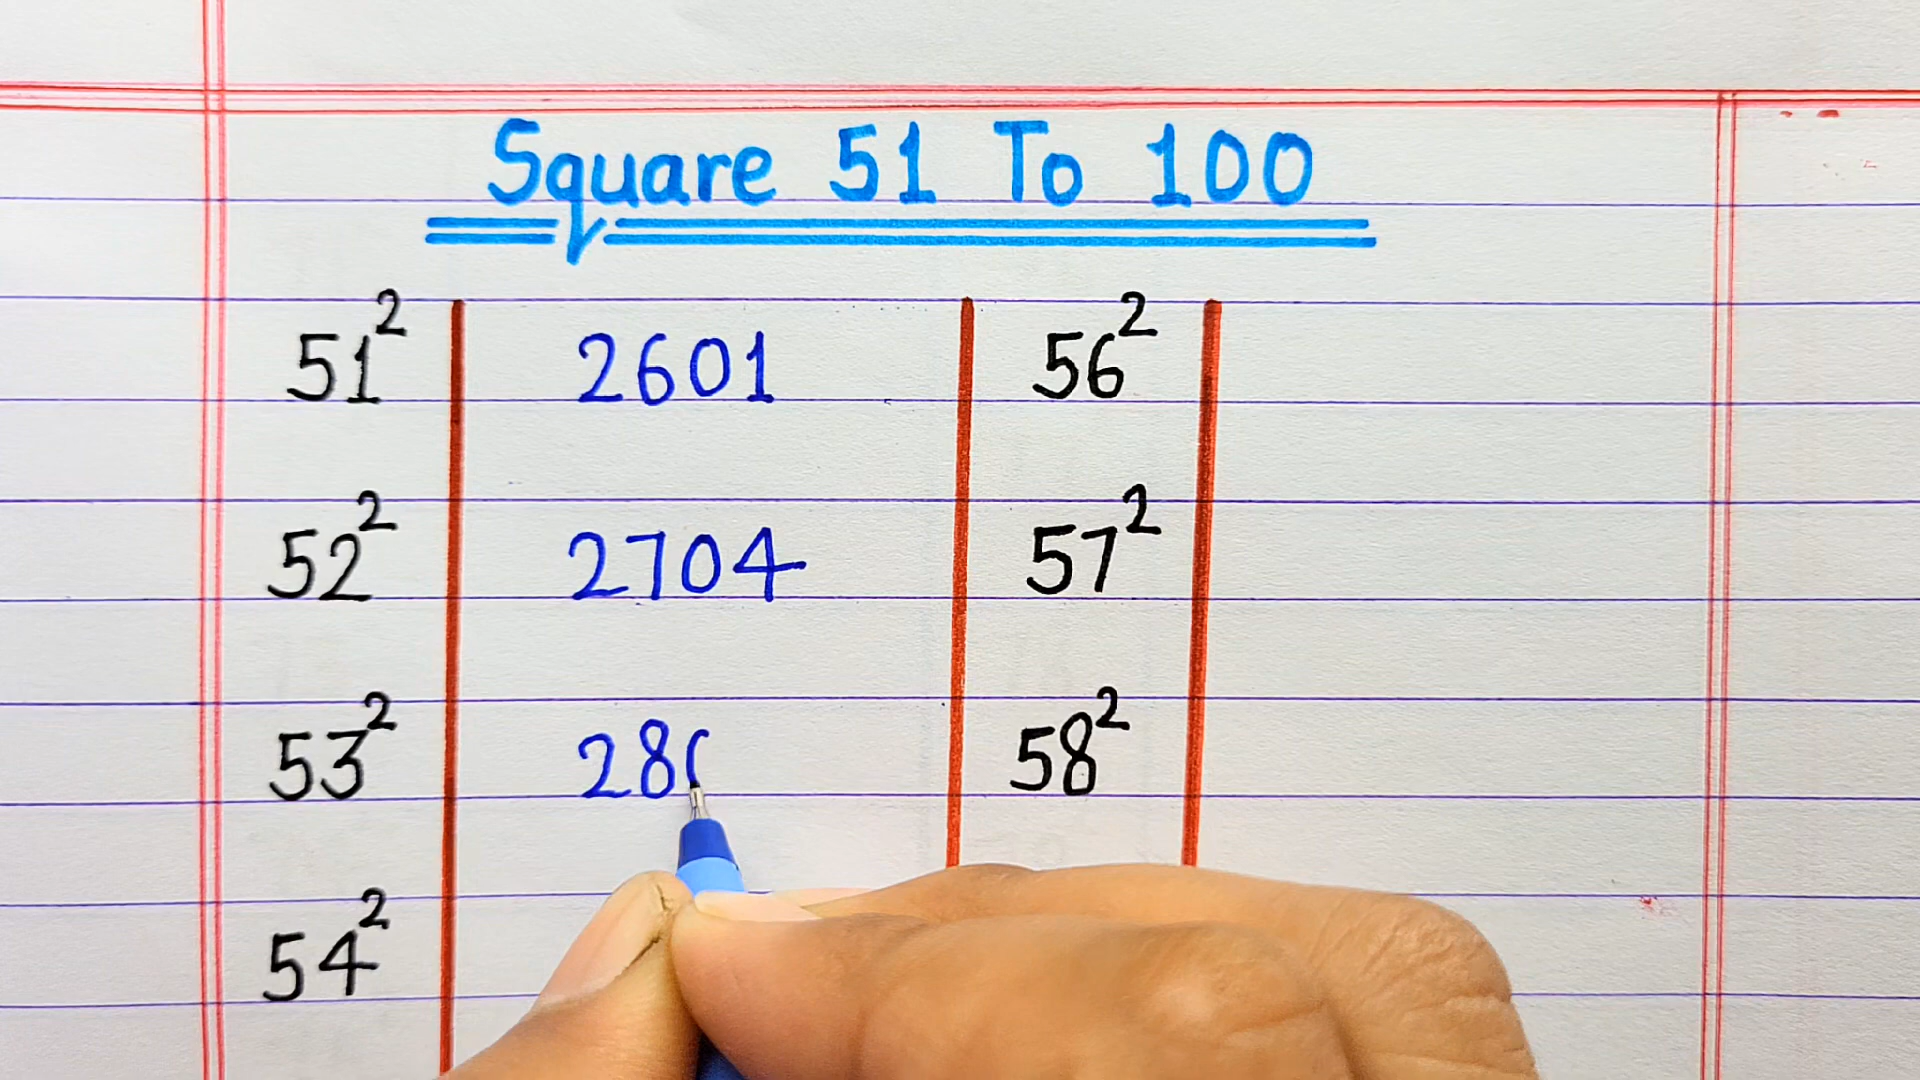 Square 51 To 100
51² 2601 56²
52² 2704 57²
53² 28 58²
54²